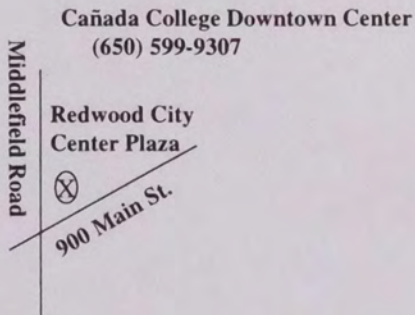 Cañada College Downtown Center
(650) 599-9307
Middlefield Road
Redwood City
Center Plaza
X
900 Main St.